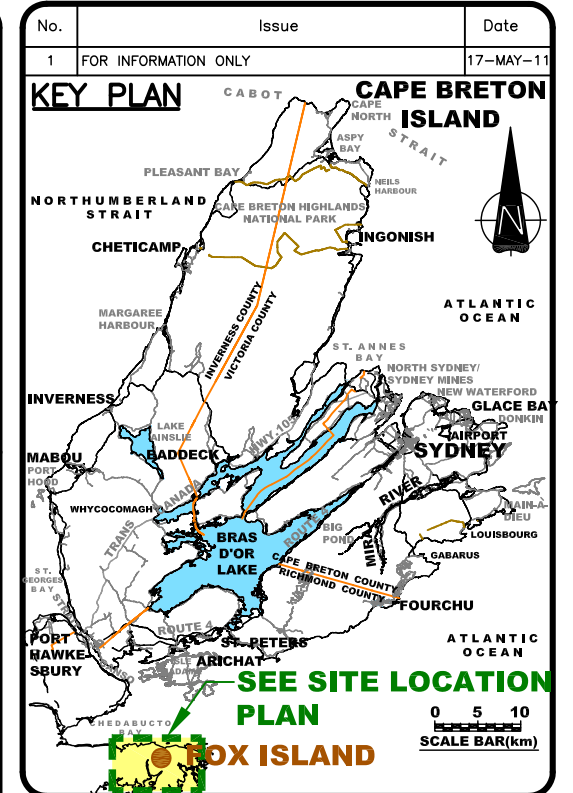 No. Issue Date
1 FOR INFORMATION ONLY 17-MAY-11
KEY PLAN
CAPE BRETON
ISLAND
CABOT
STRAIT
CAPE
NORTH
ASPY
BAY
PLEASANT BAY
NEILS
HARBOUR
NORTHUMBERLAND
STRAIT
CAPE BRETON HIGHLANDS
NATIONAL PARK
N
CHETICAMP
INGONISH
INVERNESS COUNTY
VICTORIA COUNTY
ATLANTIC
OCEAN
MARGAREE
HARBOUR
ST. ANNES
BAY
NORTH SYDNEY/
SYDNEY MINES
NEW WATERFORD
INVERNESS
GLACE BAY
DONKIN
LAKE
AINSLIE
HWY. 105
AIRPORT
SYDNEY
BADDECK
MABOU
PORT
HOOD
WHYCOCOMAGH
TRANS
CANADA
RIVER
MIRA
MAIN-A-
DIEU
LOUISBOURG
BRAS
D'OR
LAKE
ROUTE 4
BIG
POND
GABARUS
CAPE BRETON COUNTY
RICHMOND COUNTY
FOURCHU
ST.
GEORGES
BAY
ROUTE 4
ST. PETERS
PORT
HAWKE
SBURY
ARICHAT
ATLANTIC
OCEAN
SEE SITE LOCATION
PLAN
CHEDABUCTO
BAY
0 5 10
SCALE BAR(km)
FOX ISLAND